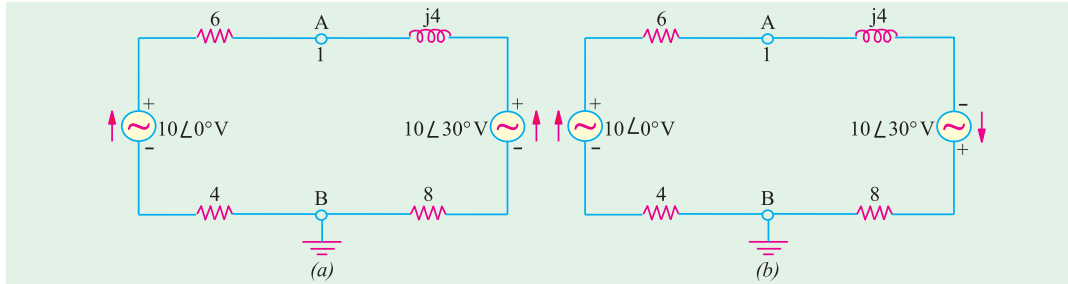 6 A j4
1
+ 10∠0°V - 10∠30°V + -
4 B 8
(a)
6 A j4
1
+ 10∠0°V - 10∠30°V - +
4 B 8
(b)